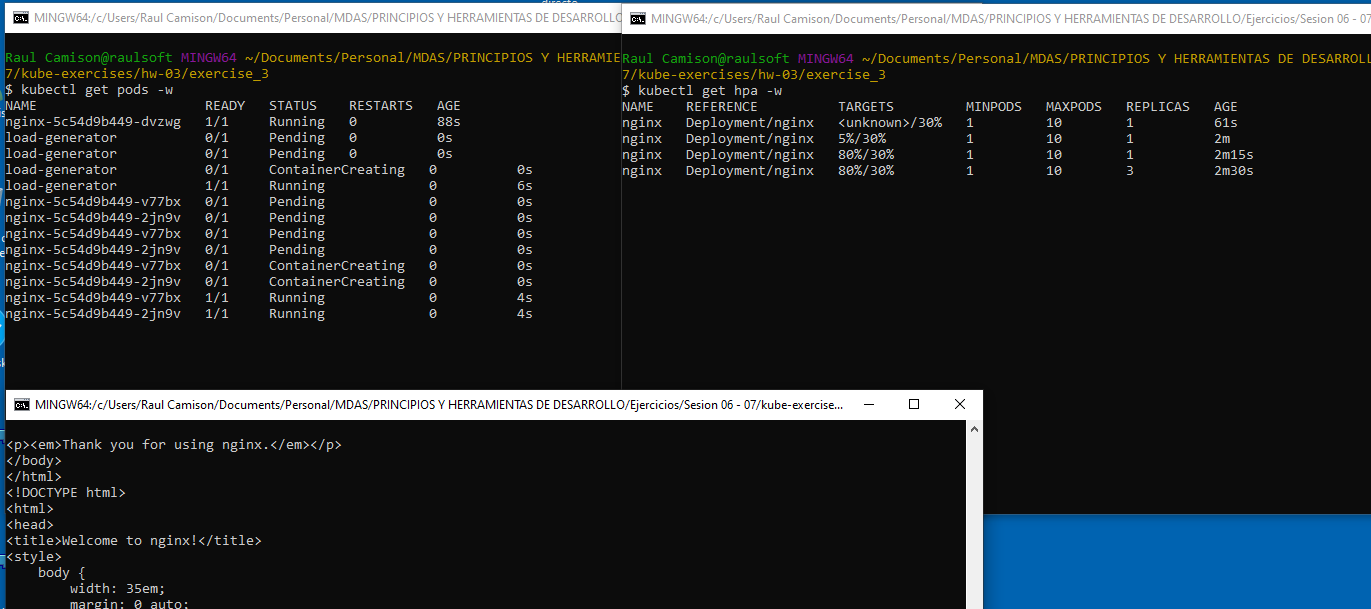 directo
MINGW64:/c/Users/Raul Camison/Documents/Personal/MDAS/PRINCIPIOS Y HERRAMIENTAS DE DESARROLLO
Raul Camison@raulsoft MINGW64 ~/Documents/Personal/MDAS/PRINCIPIOS Y HERRAMIE
7/kube-exercises/hw-03/exercise_3
$ kubectl get pods -w
NAME READY STATUS RESTARTS AGE
nginx-5c54d9b449-dvzwg 1/1 Running 0 88s
load-generator 0/1 Pending 0 0s
load-generator 0/1 Pending 0 0s
load-generator 0/1 ContainerCreating 0 0s
load-generator 1/1 Running 0 6s
nginx-5c54d9b449-v77bx 0/1 Pending 0 0s
nginx-5c54d9b449-2jn9v 0/1 Pending 0 0s
nginx-5c54d9b449-v77bx 0/1 Pending 0 0s
nginx-5c54d9b449-2jn9v 0/1 Pending 0 0s
nginx-5c54d9b449-v77bx 0/1 ContainerCreating 0 0s
nginx-5c54d9b449-2jn9v 0/1 ContainerCreating 0 0s
nginx-5c54d9b449-v77bx 1/1 Running 0 4s
nginx-5c54d9b449-2jn9v 1/1 Running 0 4s
MINGW64:/c/Users/Raul Camison/Documents/Personal/MDAS/PRINCIPIOS Y HERRAMIENTAS DE DESARROLLO/Ejercicios/Sesion 06 - 07
Raul Camison@raulsoft MINGW64 ~/Documents/Personal/MDAS/PRINCIPIOS Y HERRAMIENTAS DE DESARROLL
7/kube-exercises/hw-03/exercise_3
$ kubectl get hpa -w
NAME REFERENCE TARGETS MINPODS MAXPODS REPLICAS AGE
nginx Deployment/nginx <unknown>/30% 1 10 1 61s
nginx Deployment/nginx 5%/30% 1 10 1 2m
nginx Deployment/nginx 80%/30% 1 10 1 2m15s
nginx Deployment/nginx 80%/30% 1 10 3 2m30s
MINGW64:/c/Users/Raul Camison/Documents/Personal/MDAS/PRINCIPIOS Y HERRAMIENTAS DE DESARROLLO/Ejercicios/Sesion 06 - 07/kube-exercise...
<p><em>Thank you for using nginx.</em></p>
</body>
</html>
<!DOCTYPE html>
<html>
<head>
<title>Welcome to nginx!</title>
<style>
body {
width: 35em;
margin: 0 auto;